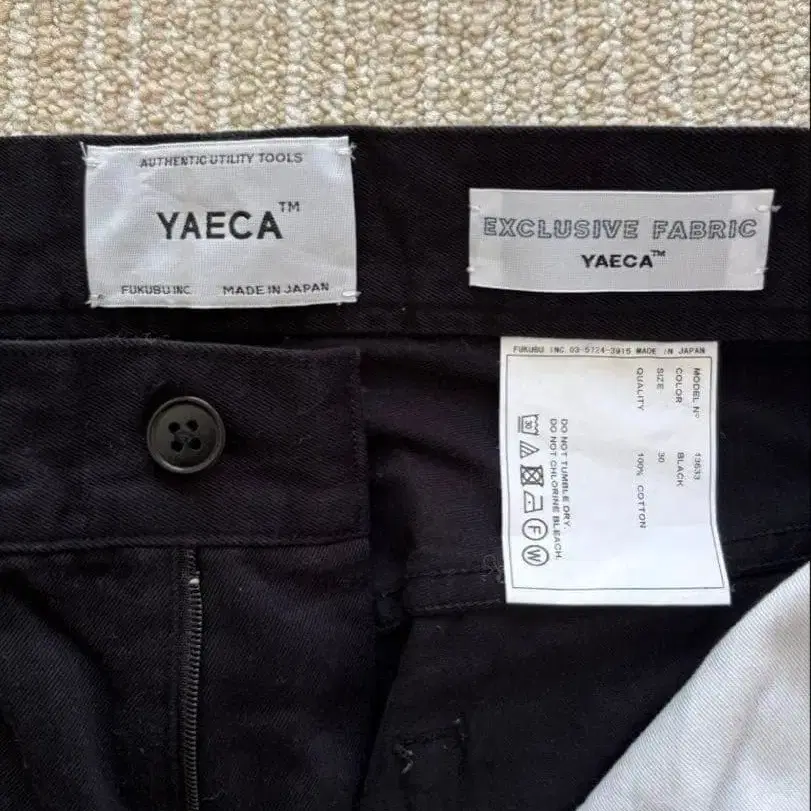 AUTHENTIC UTILITY TOOLS
YAECA™
FUKUBU INC. MADE IN JAPAN
EXCLUSIVE FABRIC
YAECA™
FUKUBU INC. 03-5724-3915 MADE IN JAPAN
MODEL Nº 13633
COLOR BLACK
SIZE 30
QUALITY 100% COTTON
DO NOT TUMBLE DRY.
DO NOT CHLORINE BLEACH.
30
F
W